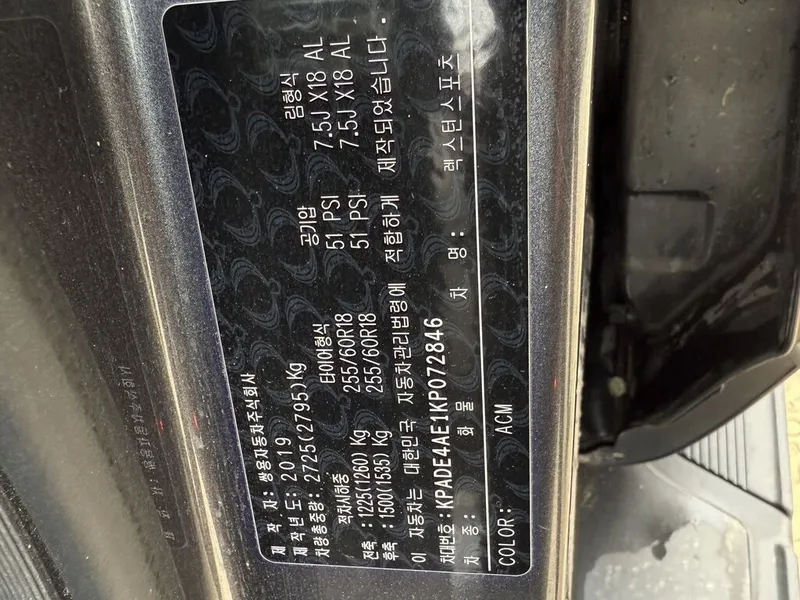 제 작 자: 쌍용자동차주식회사
제작년도: 2019
차량총중량: 2725(2795)Kg
적차시하중 타이어형식 공기압 림형식
전축 : 1225(1260) Kg 255/60R18 51 PSI 7.5J X18 AL
후축 : 1500(1535) Kg 255/60R18 51 PSI 7.5J X18 AL
이 자동차는 대한민국 자동차관리법령에 적합하게 제작되었습니다.
차대번호: KPADE4AE1KP072846
차 종: 화 물 차 명: 렉스턴스포츠
COLOR: ACM